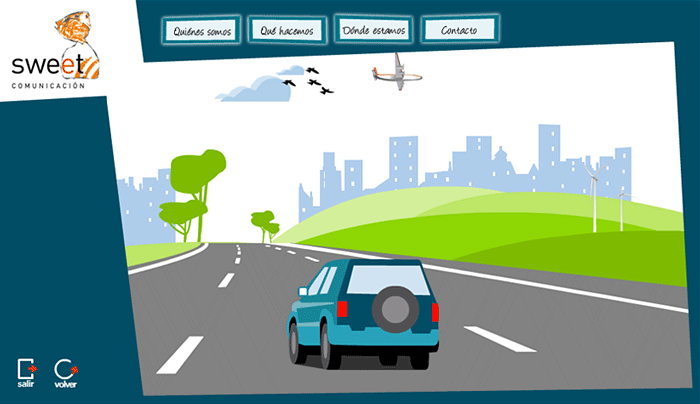 Quiénes somos
Qué hacemos
Dónde estamos
Contacto
sweet
COMUNICACIÓN
salir
volver